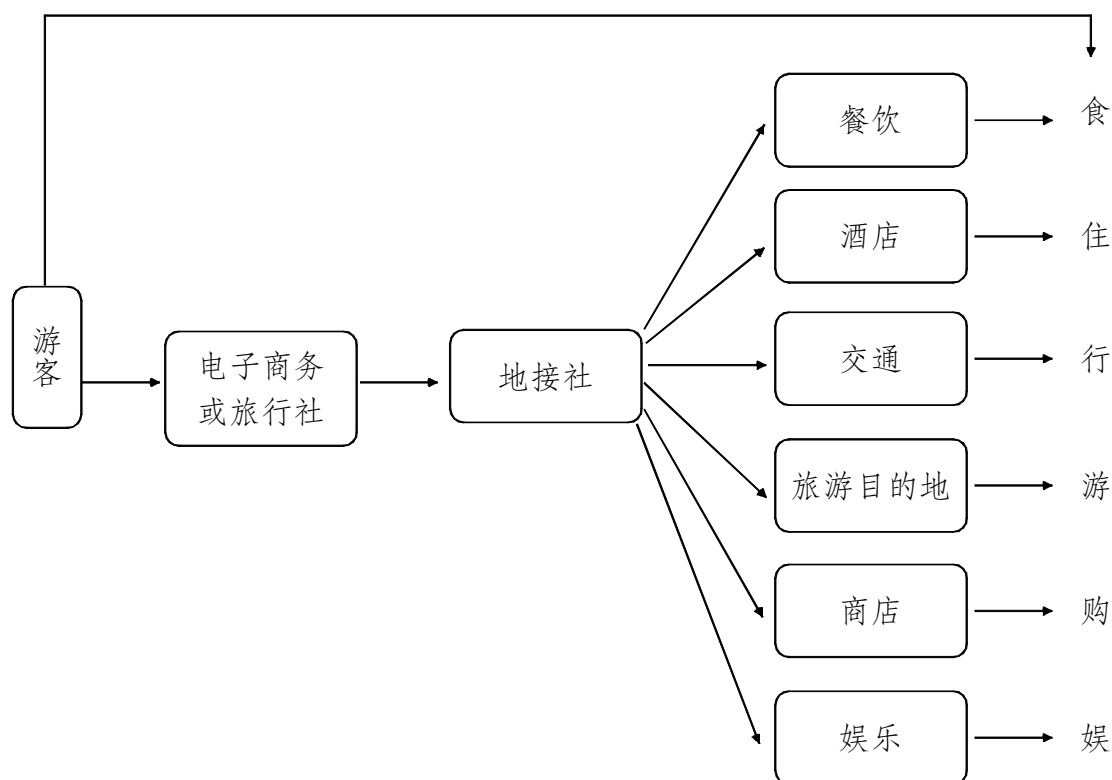 餐饮
食
酒店
住
游客
电子商务
或旅行社
地接社
交通
行
旅游目的地
游
商店
购
娱乐
娱